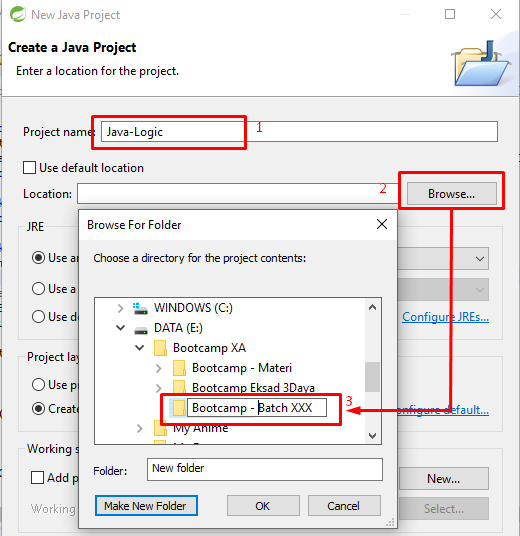 New Java Project
Create a Java Project
Enter a location for the project.
Project name: Java-Logic 1
Use default location
Location: 2 Browse...
Browse For Folder
Choose a directory for the project contents:
JRE
Use
Use a
Use
Configure JREs...
WINDOWS (C:)
DATA (E:)
Bootcamp XA
Bootcamp - Materi
Bootcamp Eksad 3Daya
Bootcamp - Batch XXX 3
My Anime
Project
Use
Create
default...
Working
Add
Working
New...
Select...
Folder: New folder
Make New Folder OK Cancel